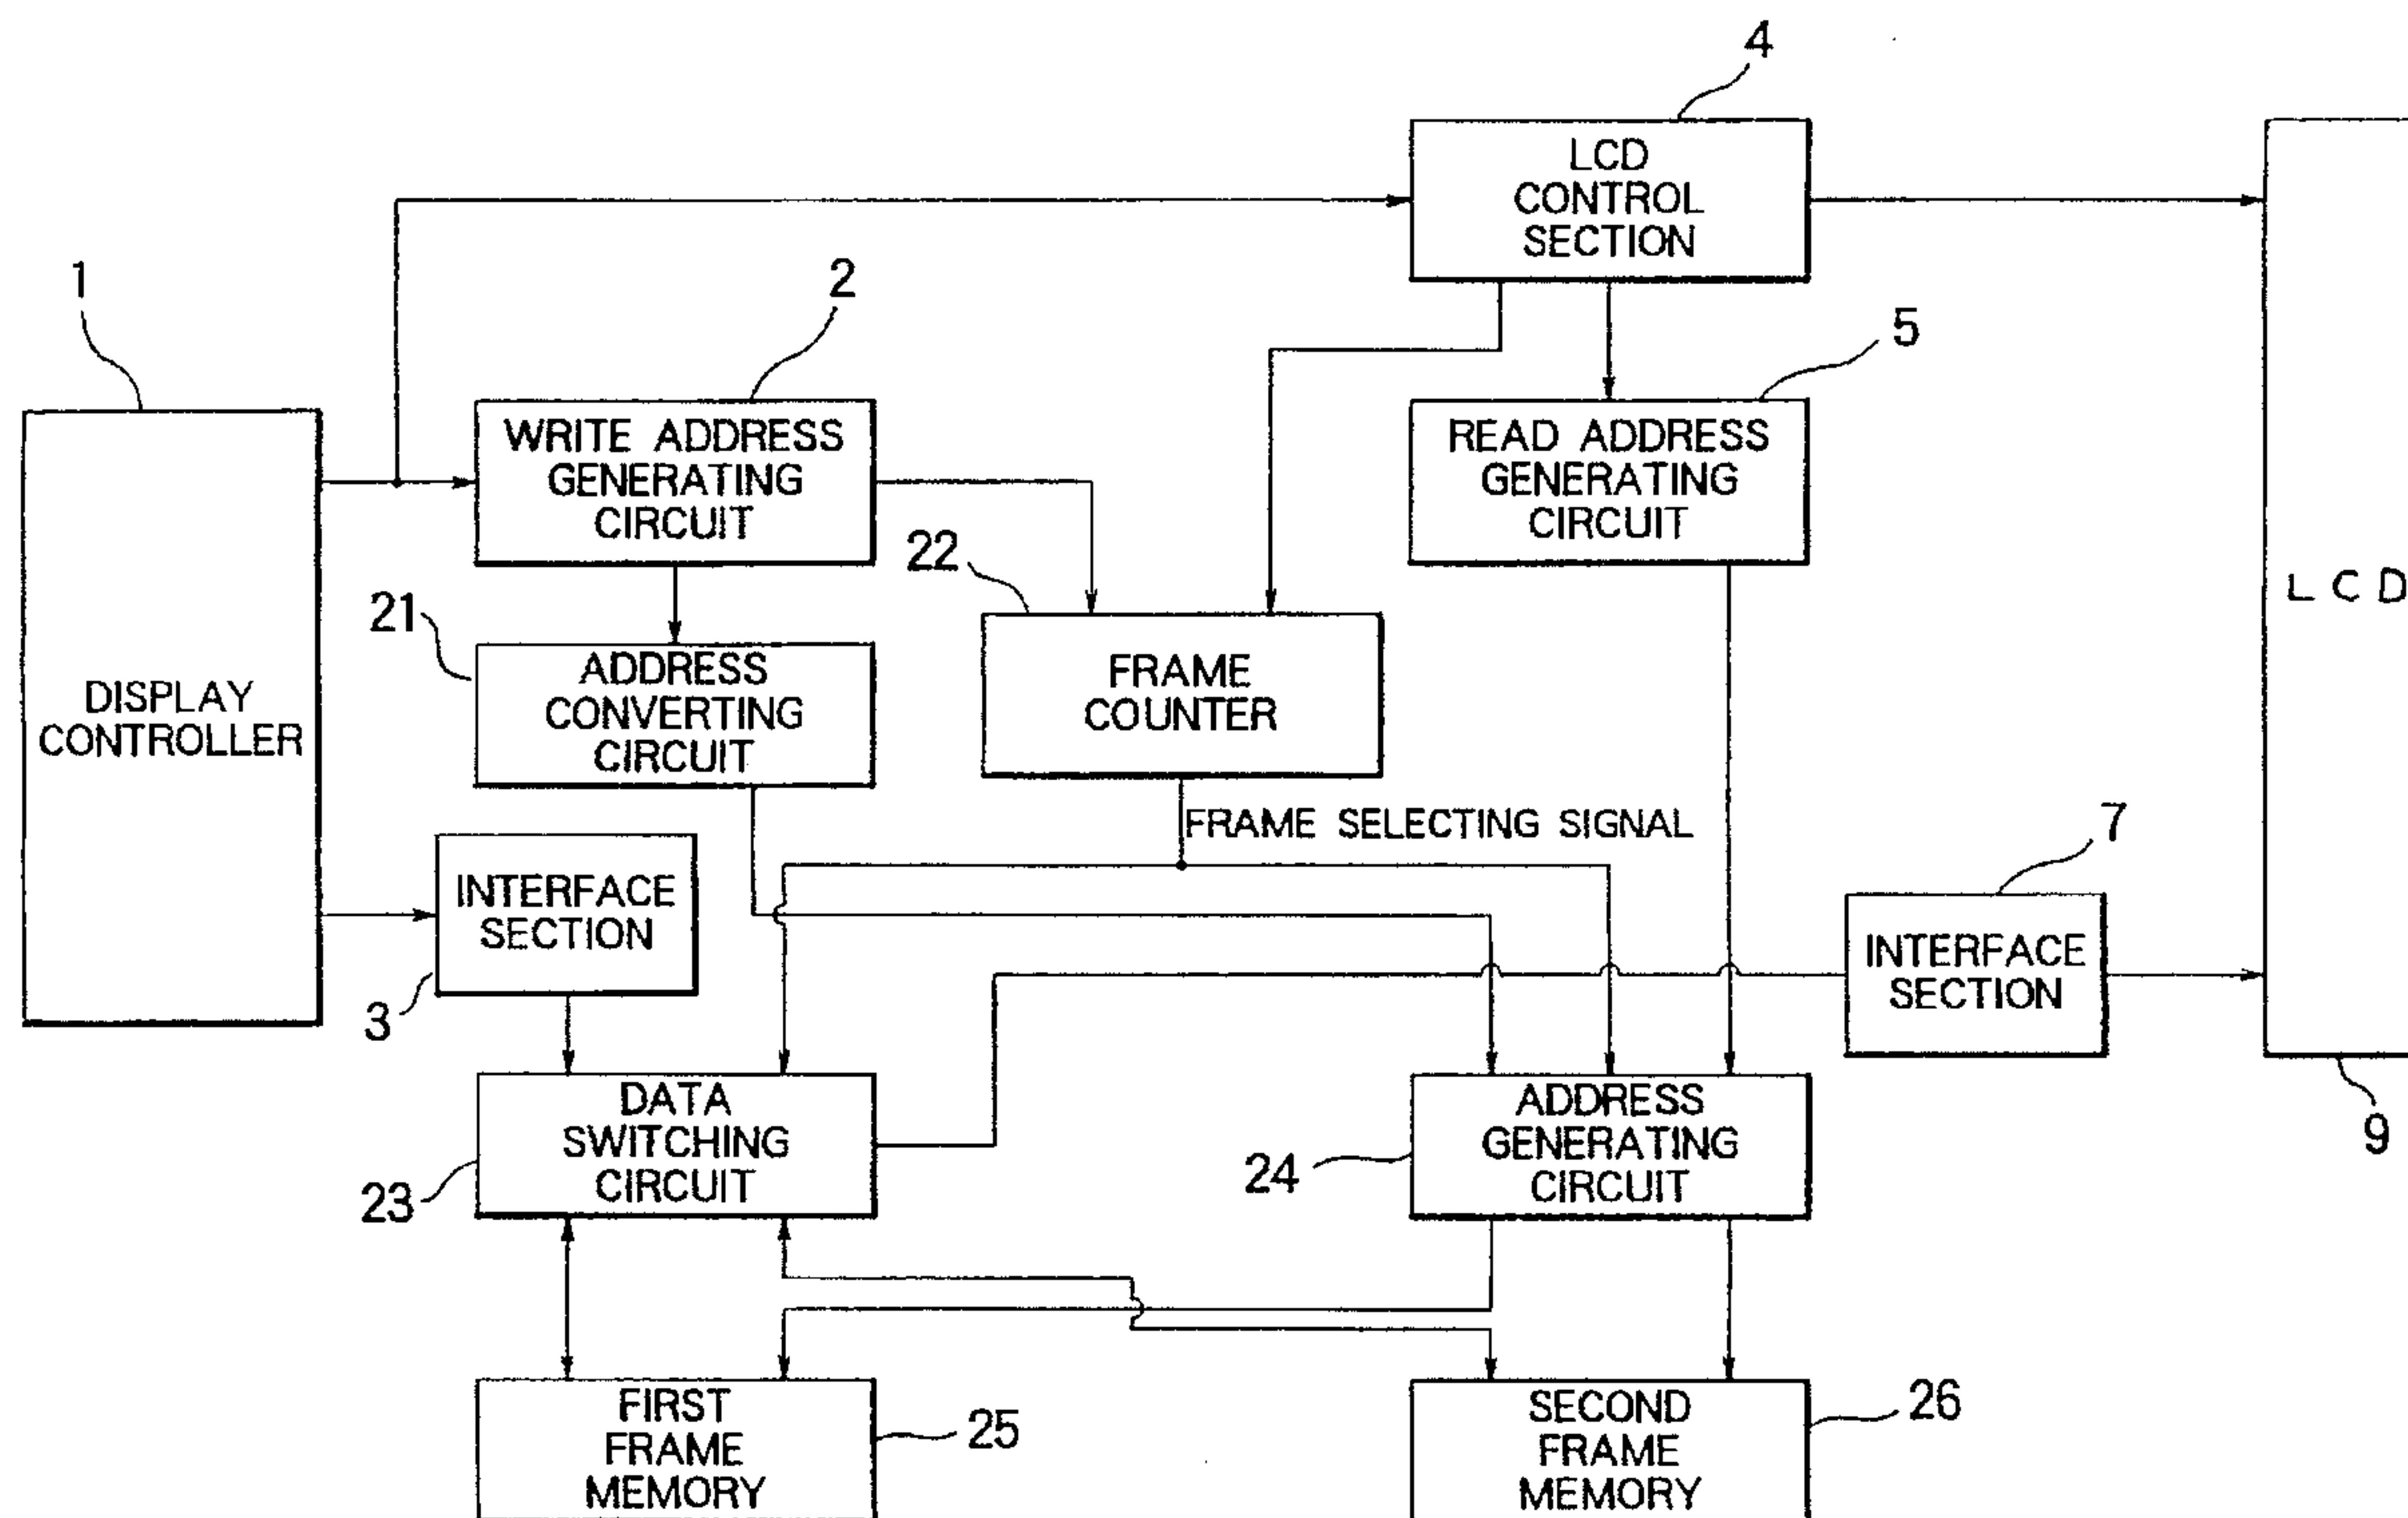 4
LCD
CONTROL
SECTION
1
2
5
WRITE ADDRESS
GENERATING
CIRCUIT
READ ADDRESS
GENERATING
CIRCUIT
22
LCD
21
ADDRESS
CONVERTING
CIRCUIT
FRAME
COUNTER
DISPLAY
CONTROLLER
FRAME SELECTING SIGNAL
7
INTERFACE
SECTION
INTERFACE
SECTION
3
DATA
SWITCHING
CIRCUIT
ADDRESS
GENERATING
CIRCUIT
9
23
24
FIRST
FRAME
MEMORY
25
SECOND
FRAME
MEMORY
26